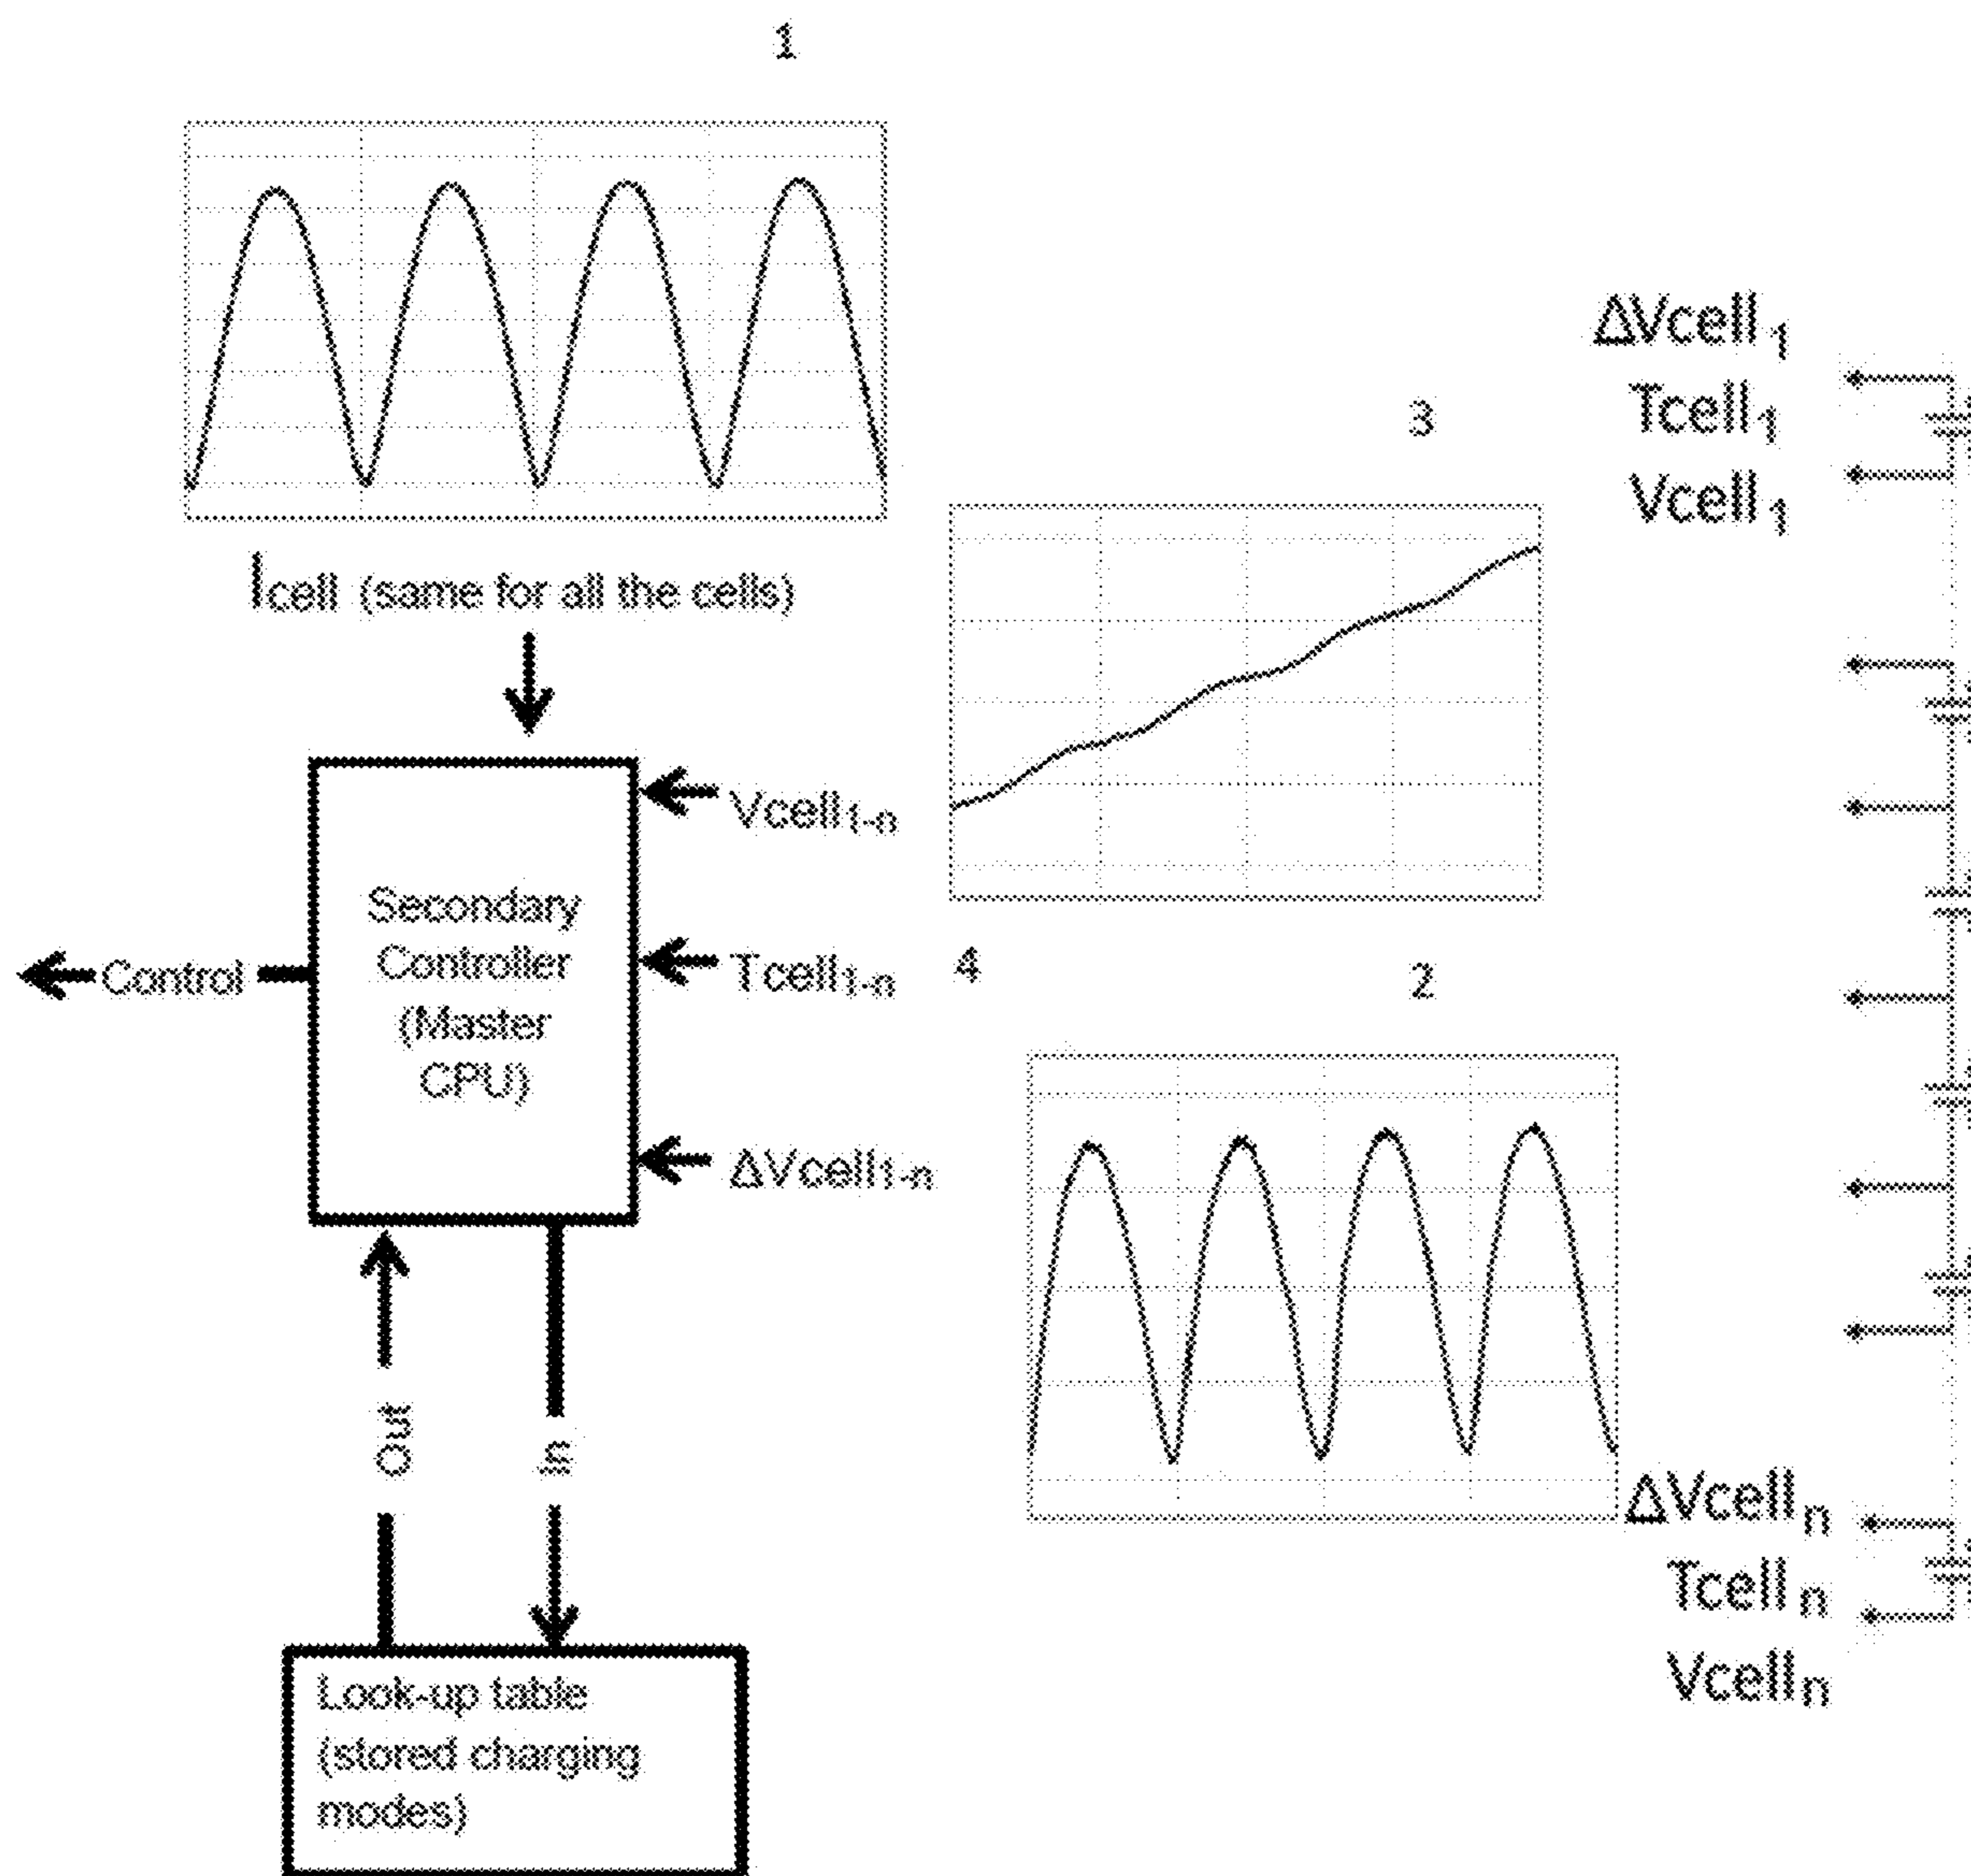 1
Icell (same for all the cells)
Vcell1-n
Secondary
Controller
(Master
CPU)
Control
Tcell1-n
ΔVcell1-n
Out
In
Look-up table
(stored charging
modes)
3
4
2
ΔVcell1
Tcell1
Vcell1
ΔVcelln
Tcelln
Vcelln